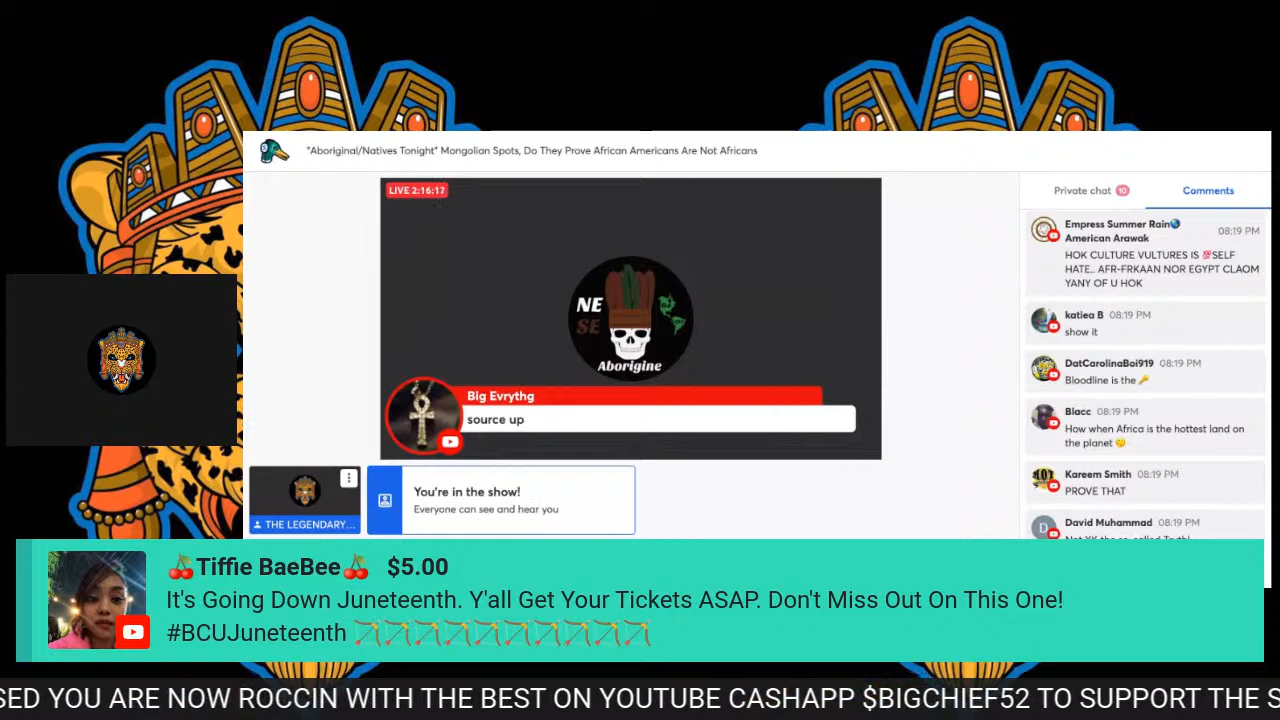 "Aboriginal/Natives Tonight" Mongolian Spots, Do They Prove African Americans Are Not Africans
LIVE 2:16:17
NE
SE
Aborigine
Big Evrythg
source up
THE LEGENDARY...
You're in the show!
Everyone can see and hear you
Private chat 10
Comments
Empress Summer Rain🌏
American Arawak
08:19 PM
HOK CULTURE VULTURES IS 💯SELF
HATE.. AFR-FRKAAN NOR EGYPT CLAOM
YANY OF U HOK
katiea B 08:19 PM
show it
DatCarolinaBoi919 08:19 PM
Bloodline is the 🔑
Blacc 08:19 PM
How when Africa is the hottest land on
the planet
Kareem Smith 08:19 PM
PROVE THAT
D
David Muhammad 08:19 PM
🍒Tiffie BaeBee🍒 $5.00
It's Going Down Juneteenth. Y'all Get Your Tickets ASAP. Don't Miss Out On This One!
#BCUJuneteenth 🏹🏹🏹🏹🏹🏹🏹🏹🏹🏹
SED YOU ARE NOW ROCCIN WITH THE BEST ON YOUTUBE CASHAPP $BIGCHIEF52 TO SUPPORT THE S